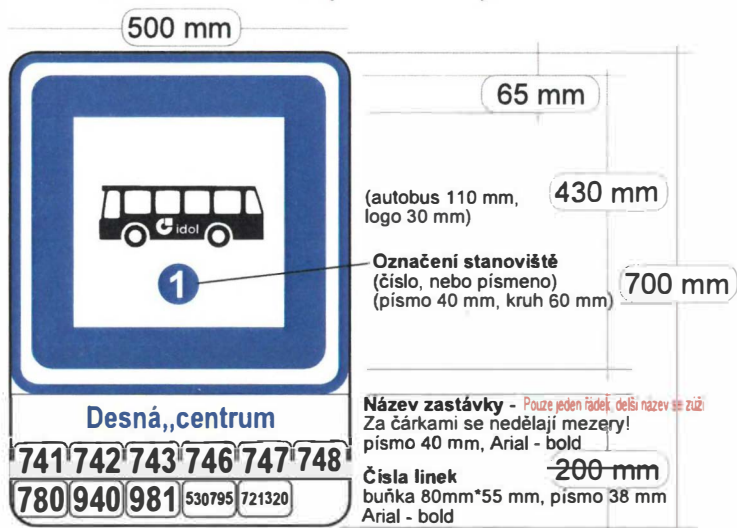 500 mm
65 mm
(autobus 110 mm,
logo 30 mm)
430 mm
idol
Označení stanoviště
(číslo, nebo písmeno)
(písmo 40 mm, kruh 60 mm)
1
700 mm
Název zastávky - Pouze jeden řádek, delší název se zúží
Za čárkami se nedělají mezery!
písmo 40 mm, Arial - bold
Desná,,centrum
741 742 743 746 747 748
Čísla linek
200 mm
buňka 80mm*55 mm, písmo 38 mm
Arial - bold
780 940 981 530795 721320